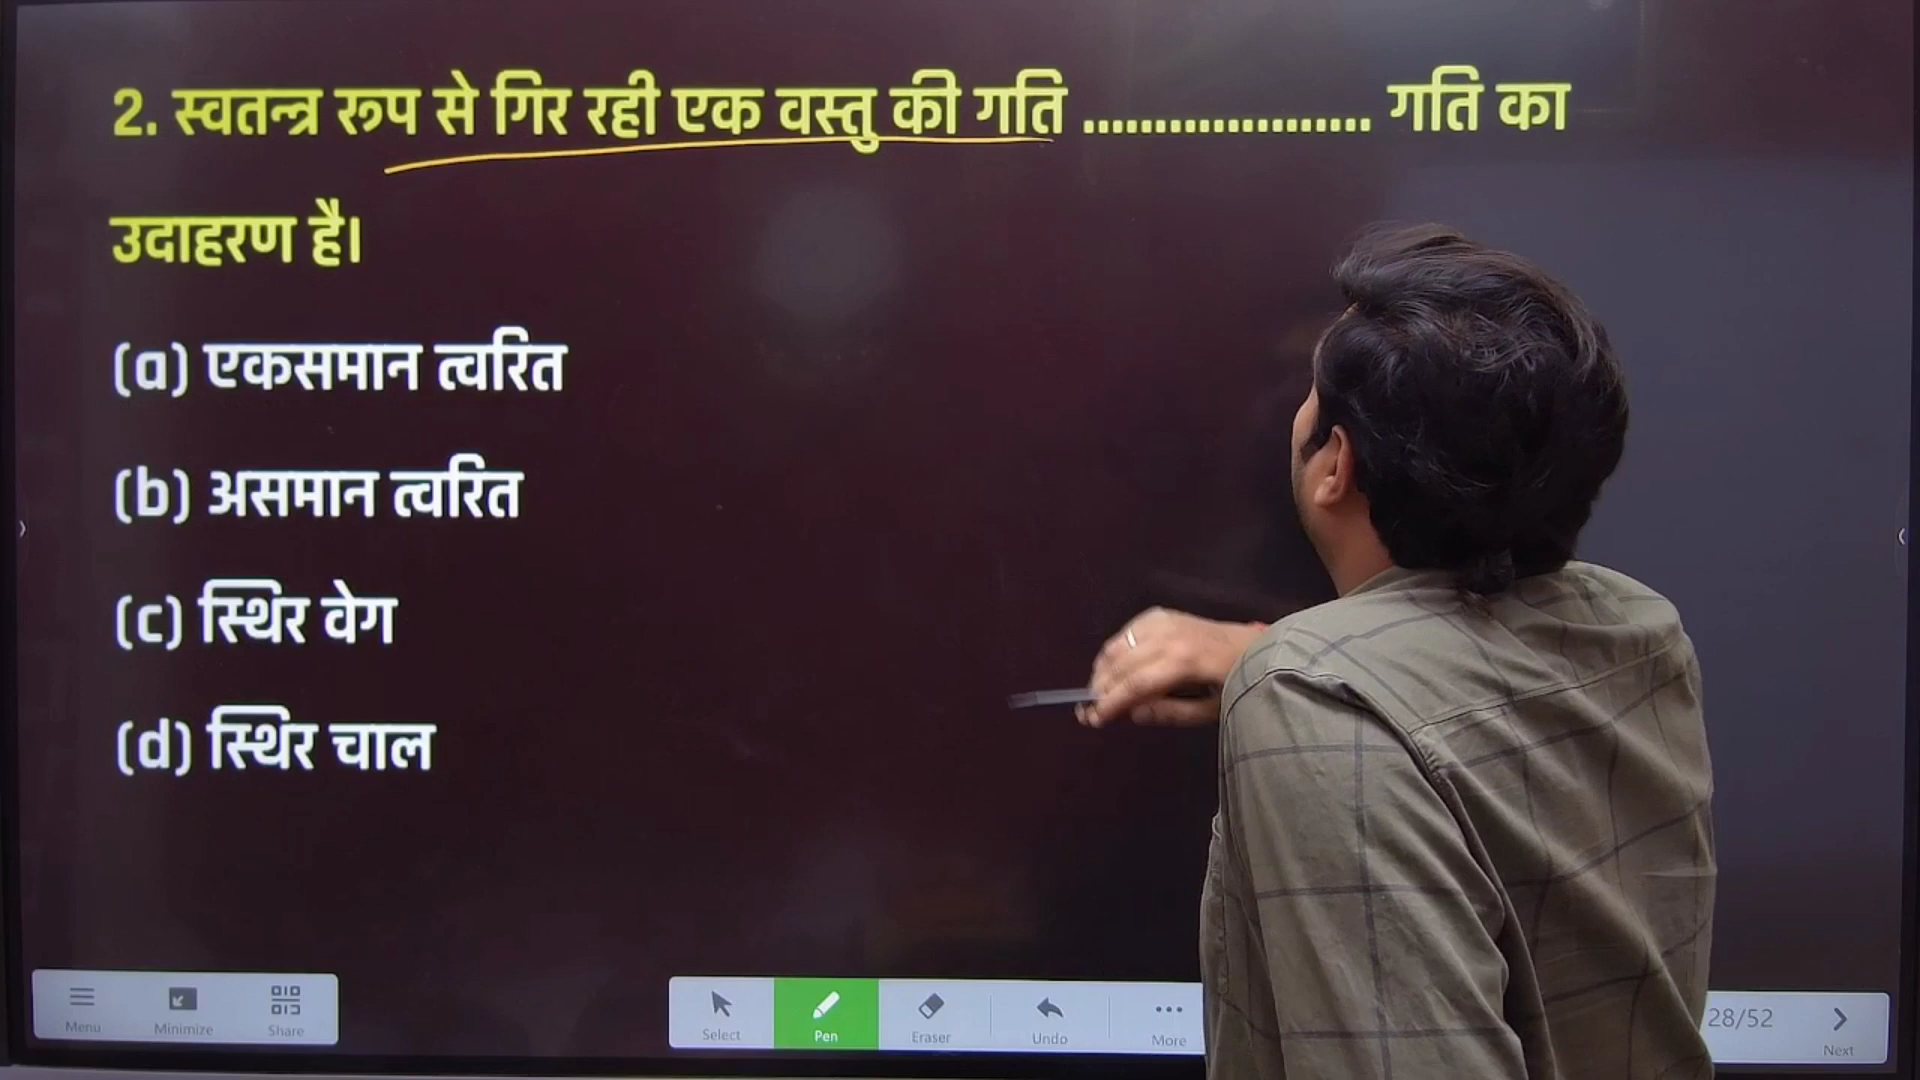 2. स्वतन्त्र रूप से गिर रही एक वस्तु की गति .................... गति का
उदाहरण है।
(a) एकसमान त्वरित
(b) असमान त्वरित
(c) स्थिर वेग
(d) स्थिर चाल
Menu Minimize Share Select Pen Eraser Undo More 28/52 Next